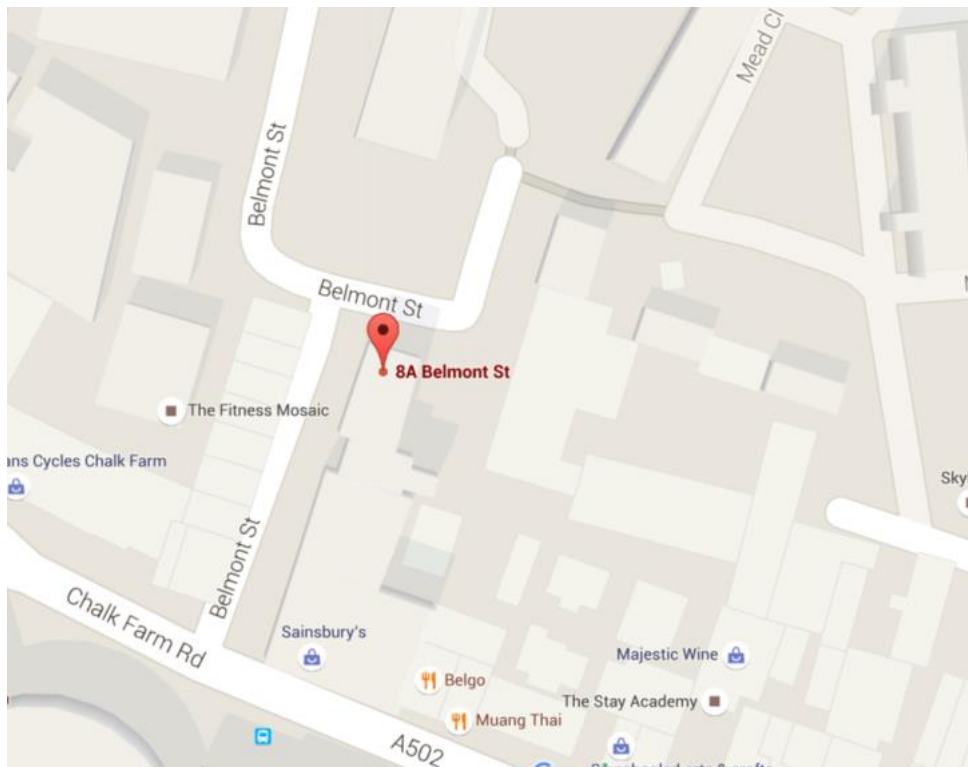 Mead Cl
Belmont St
Belmont St
8A Belmont St
The Fitness Mosaic
ans Cycles Chalk Farm
Sky
Belmont St
Chalk Farm Rd
Sainsbury's
Majestic Wine
Belgo
The Stay Academy
Muang Thai
A502